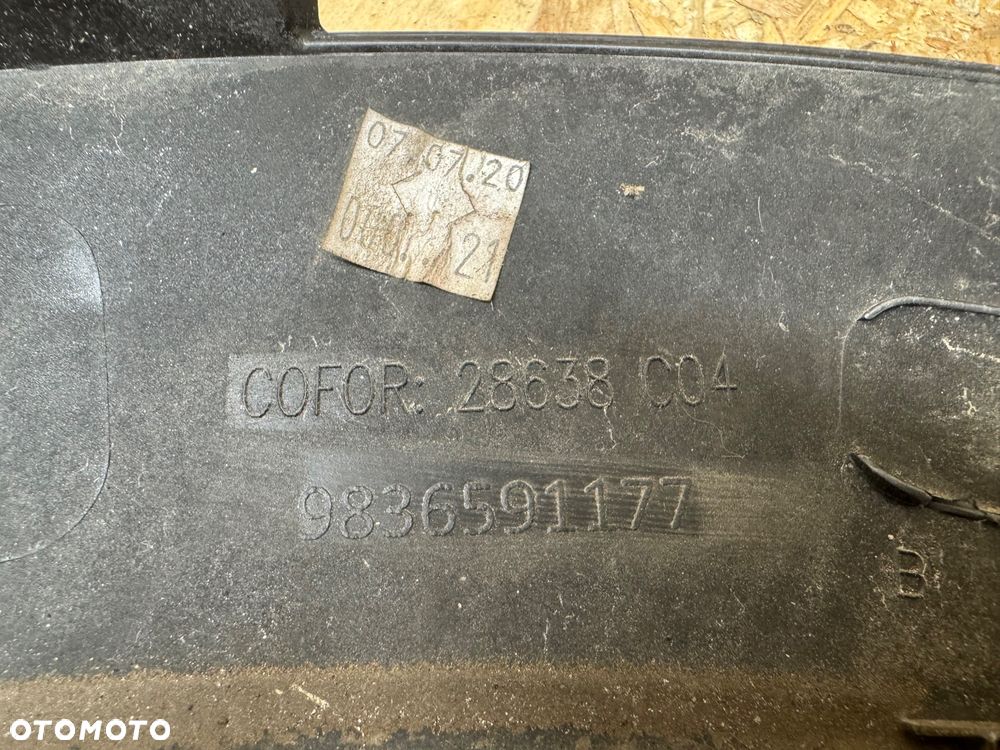 07.07.20
21
COFOR: 28638 C04
9836591177
B
OTOMOTO